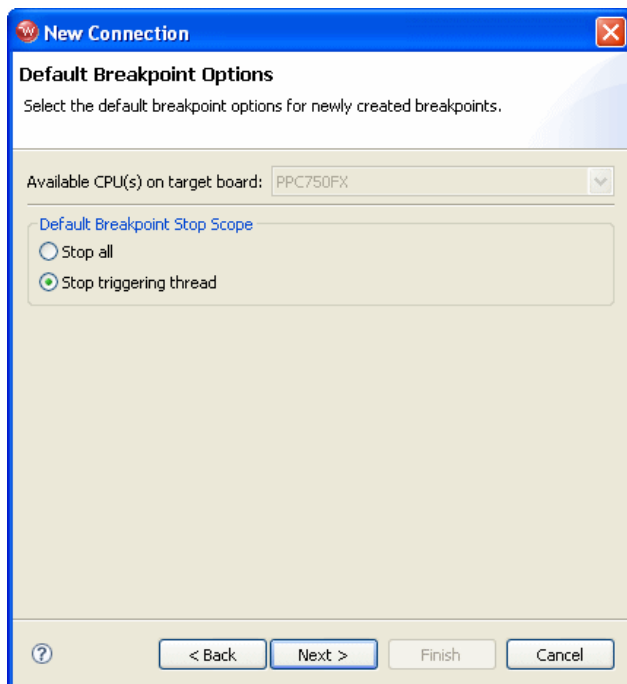 New Connection
Default Breakpoint Options
Select the default breakpoint options for newly created breakpoints.
Available CPU(s) on target board: PPC750FX
Default Breakpoint Stop Scope
Stop all
Stop triggering thread
< Back Next > Finish Cancel